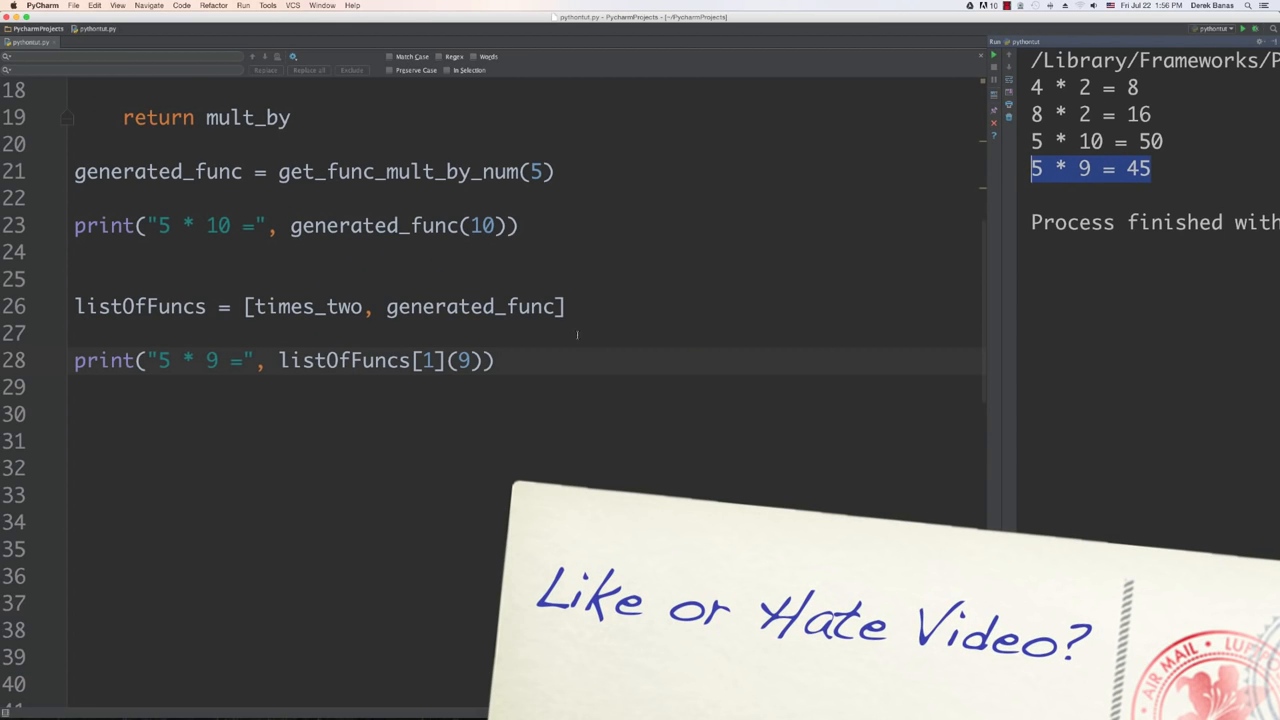 PyCharm File Edit View Navigate Code Refactor Run Tools VCS Window Help
10 Fri Jul 22 1:56 PM Derek Banas
pythontut.py - PycharmProjects - [~/PycharmProjects]
PycharmProjects pythontut.py
pythontut
pythontut.py
Run pythontut
Match Case Regex Words
Replace Replace all Exclude Preserve Case In Selection
18
19 return mult_by
20
21 generated_func = get_func_mult_by_num(5)
22
23 print("5 * 10 =", generated_func(10))
24
25
26 listOfFuncs = [times_two, generated_func]
27
28 print("5 * 9 =", listOfFuncs[1](9))
29
30
31
32
33
34
35
36
37
38
39
40
/Library/Frameworks/P
4 * 2 = 8
8 * 2 = 16
5 * 10 = 50
5 * 9 = 45
Process finished with
Like or Hate Video?
AIR MAIL